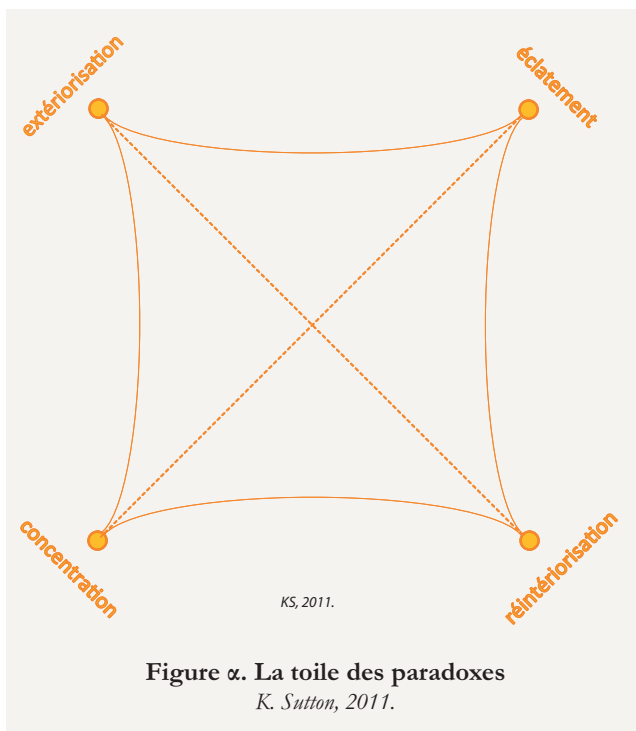 extériorisation
éclatement
concentration
réintériorisation
KS, 2011.
Figure α. La toile des paradoxes
K. Sutton, 2011.